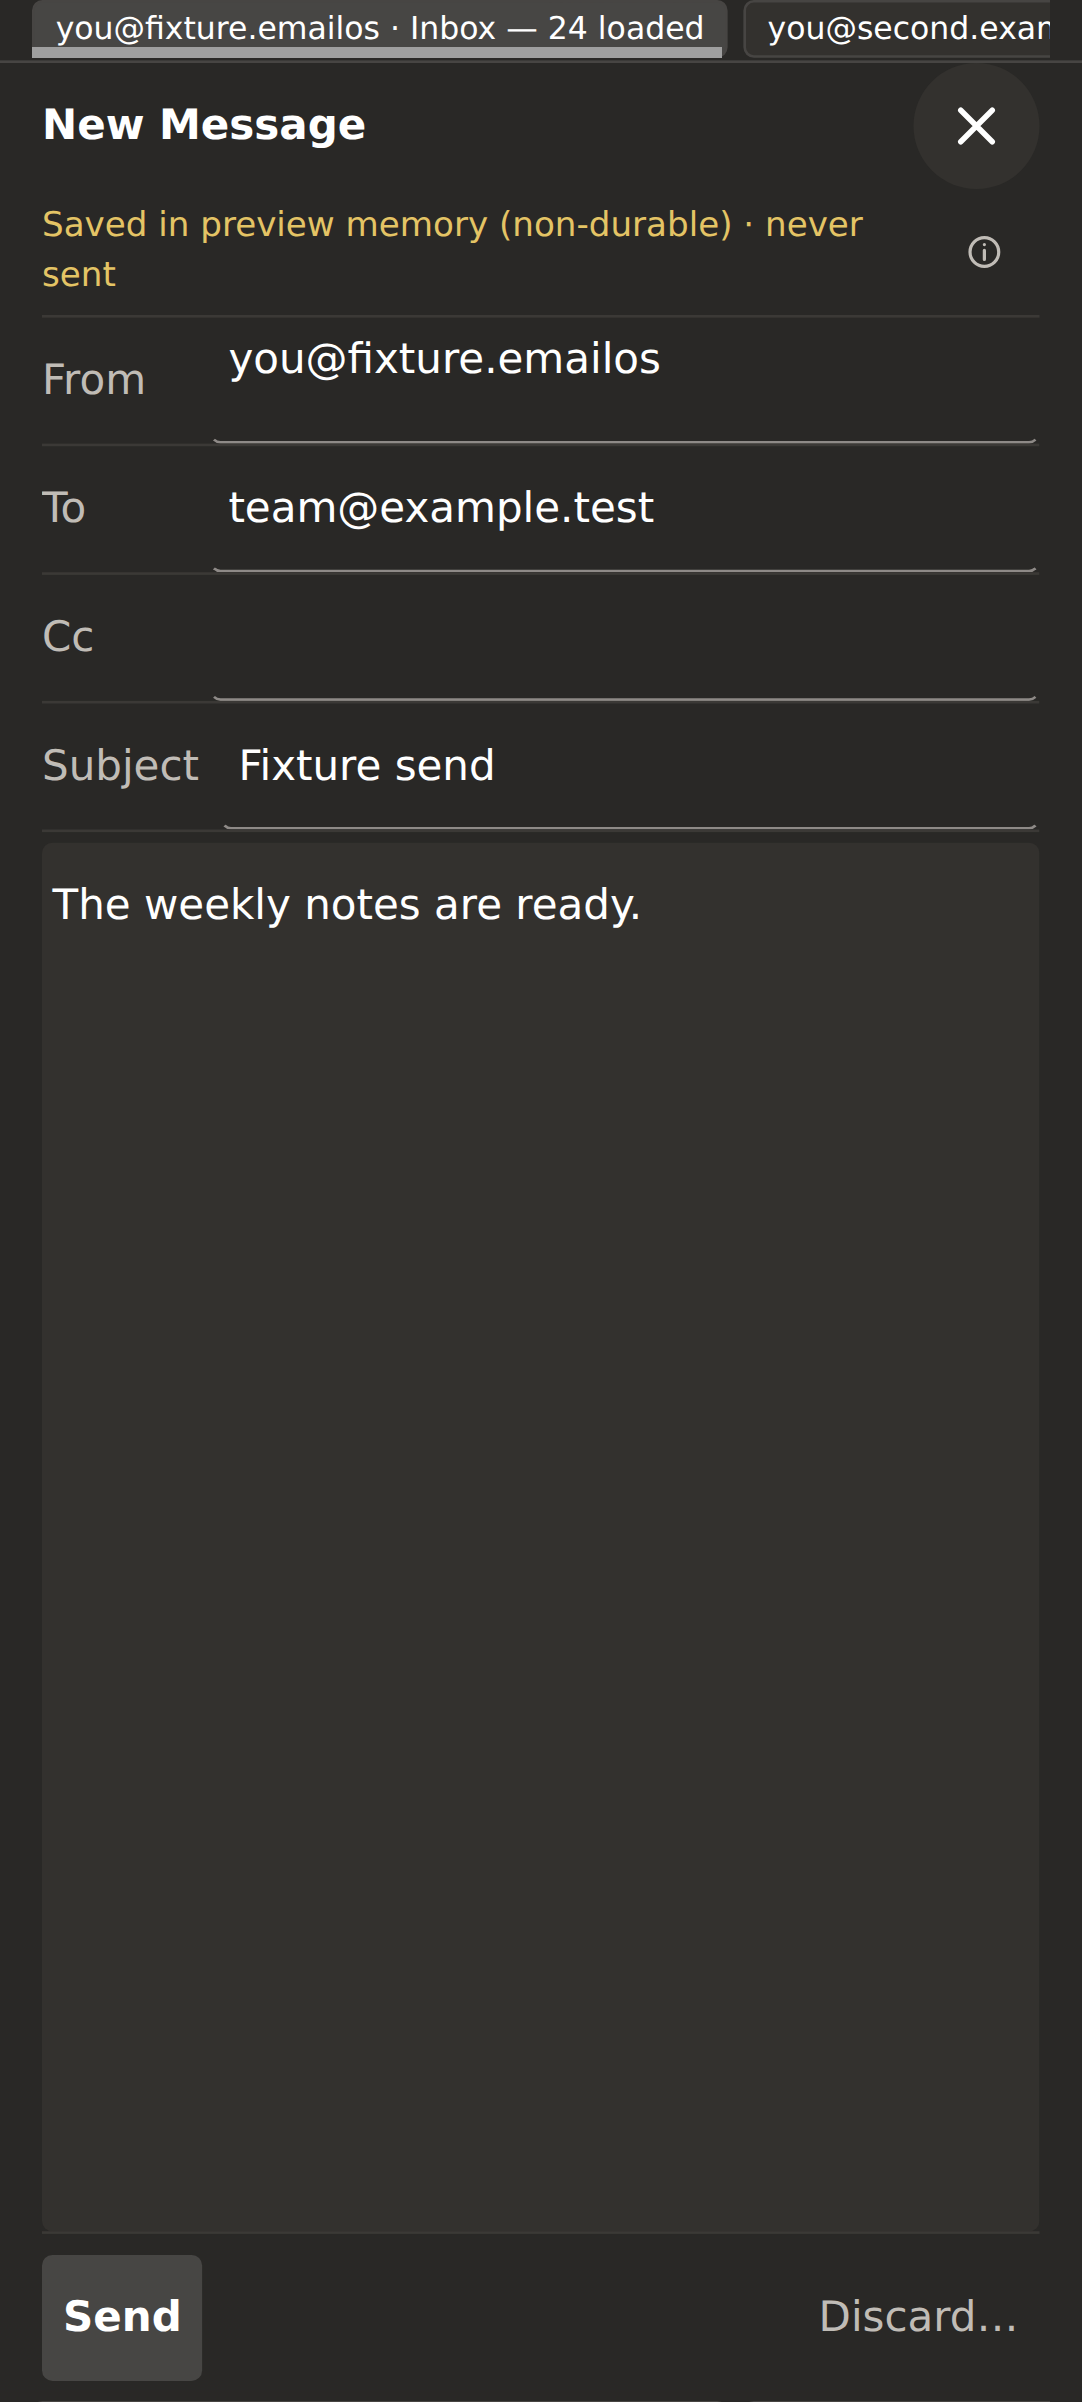 you@fixture.emailos · Inbox — 24 loaded
you@second.exam
New Message
Saved in preview memory (non-durable) · never
sent
From
you@fixture.emailos
To
team@example.test
Cc
Subject
Fixture send
The weekly notes are ready.
Send
Discard…